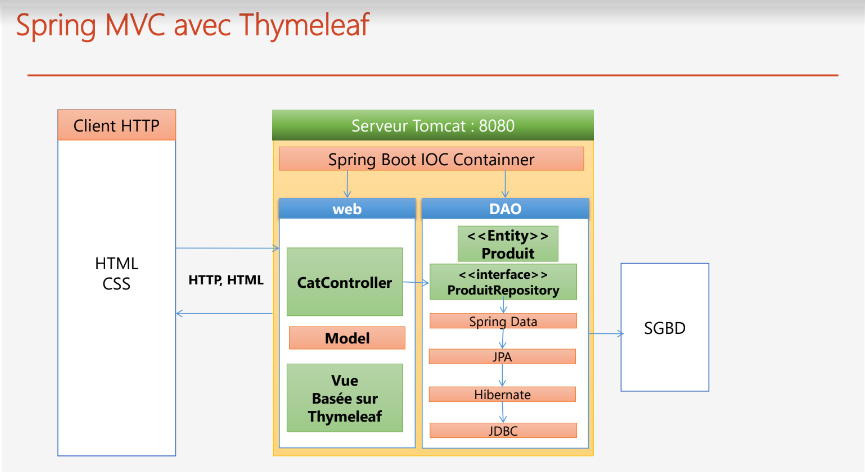 Spring MVC avec Thymeleaf
Client HTTP
HTML
CSS
HTTP, HTML
Serveur Tomcat : 8080
Spring Boot IOC Containner
web
CatController
Model
Vue
Basée sur
Thymeleaf
DAO
<<Entity>>
Produit
<<interface>>
ProduitRepository
Spring Data
JPA
Hibernate
JDBC
SGBD